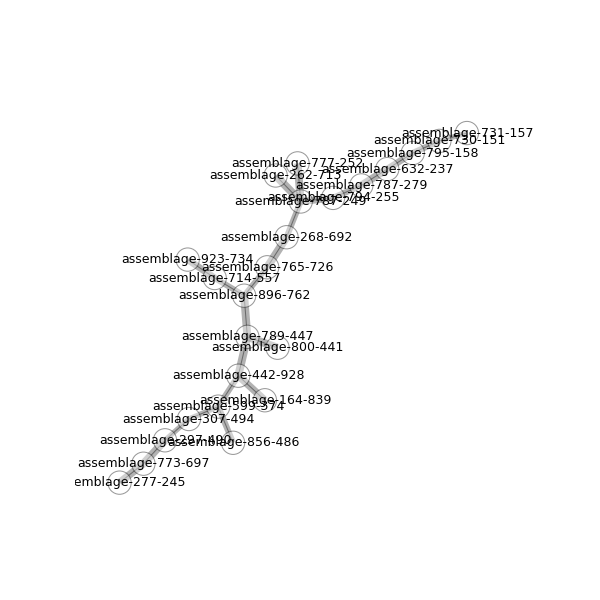 assemblage-731-157
assemblage-730-151
assemblage-795-158
assemblage-777-252
assemblage-632-237
assemblage-262-713
assemblage-787-279
assemblage-794-255
assemblage-787-249
assemblage-268-692
assemblage-923-734
assemblage-765-726
assemblage-714-557
assemblage-896-762
assemblage-789-447
assemblage-800-441
assemblage-442-928
assemblage-164-839
assemblage-599-574
assemblage-307-494
assemblage-297-490
assemblage-856-486
assemblage-773-697
emblage-277-245